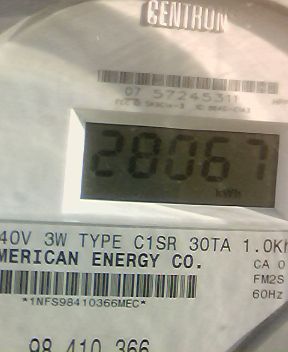 CENTRON
07 57245311
28067
kWh
40V 3W TYPE C1SR 30TA 1.0Kh
MERICAN ENERGY CO.
CA 0
FM2S
60Hz
*1NFS98410366MEC*
98 410 366